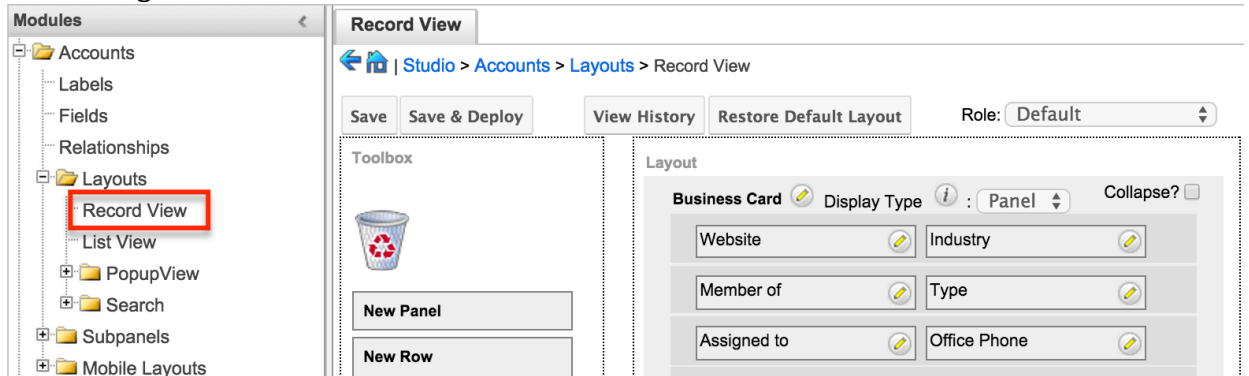 Modules
Accounts
Labels
Fields
Relationships
Layouts
Record View
List View
PopupView
Search
Subpanels
Mobile Layouts
Record View
| Studio > Accounts > Layouts > Record View
Save Save & Deploy View History Restore Default Layout Role: Default
Toolbox
New Panel
New Row
Layout
Business Card Display Type i : Panel Collapse?
Website Industry
Member of Type
Assigned to Office Phone